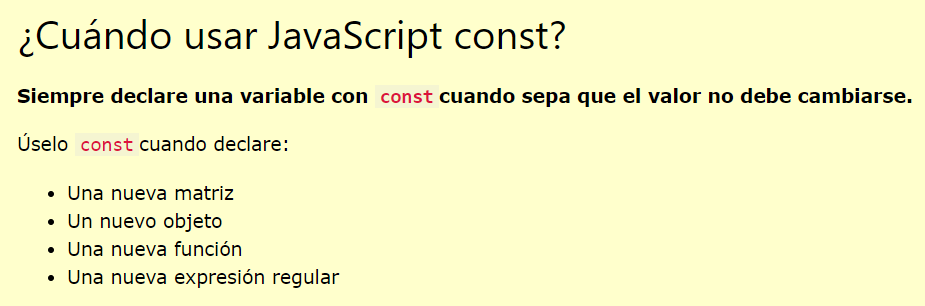 ¿Cuándo usar JavaScript const?
Siempre declare una variable con const cuando sepa que el valor no debe cambiarse.
Úselo const cuando declare:
• Una nueva matriz
• Un nuevo objeto
• Una nueva función
• Una nueva expresión regular